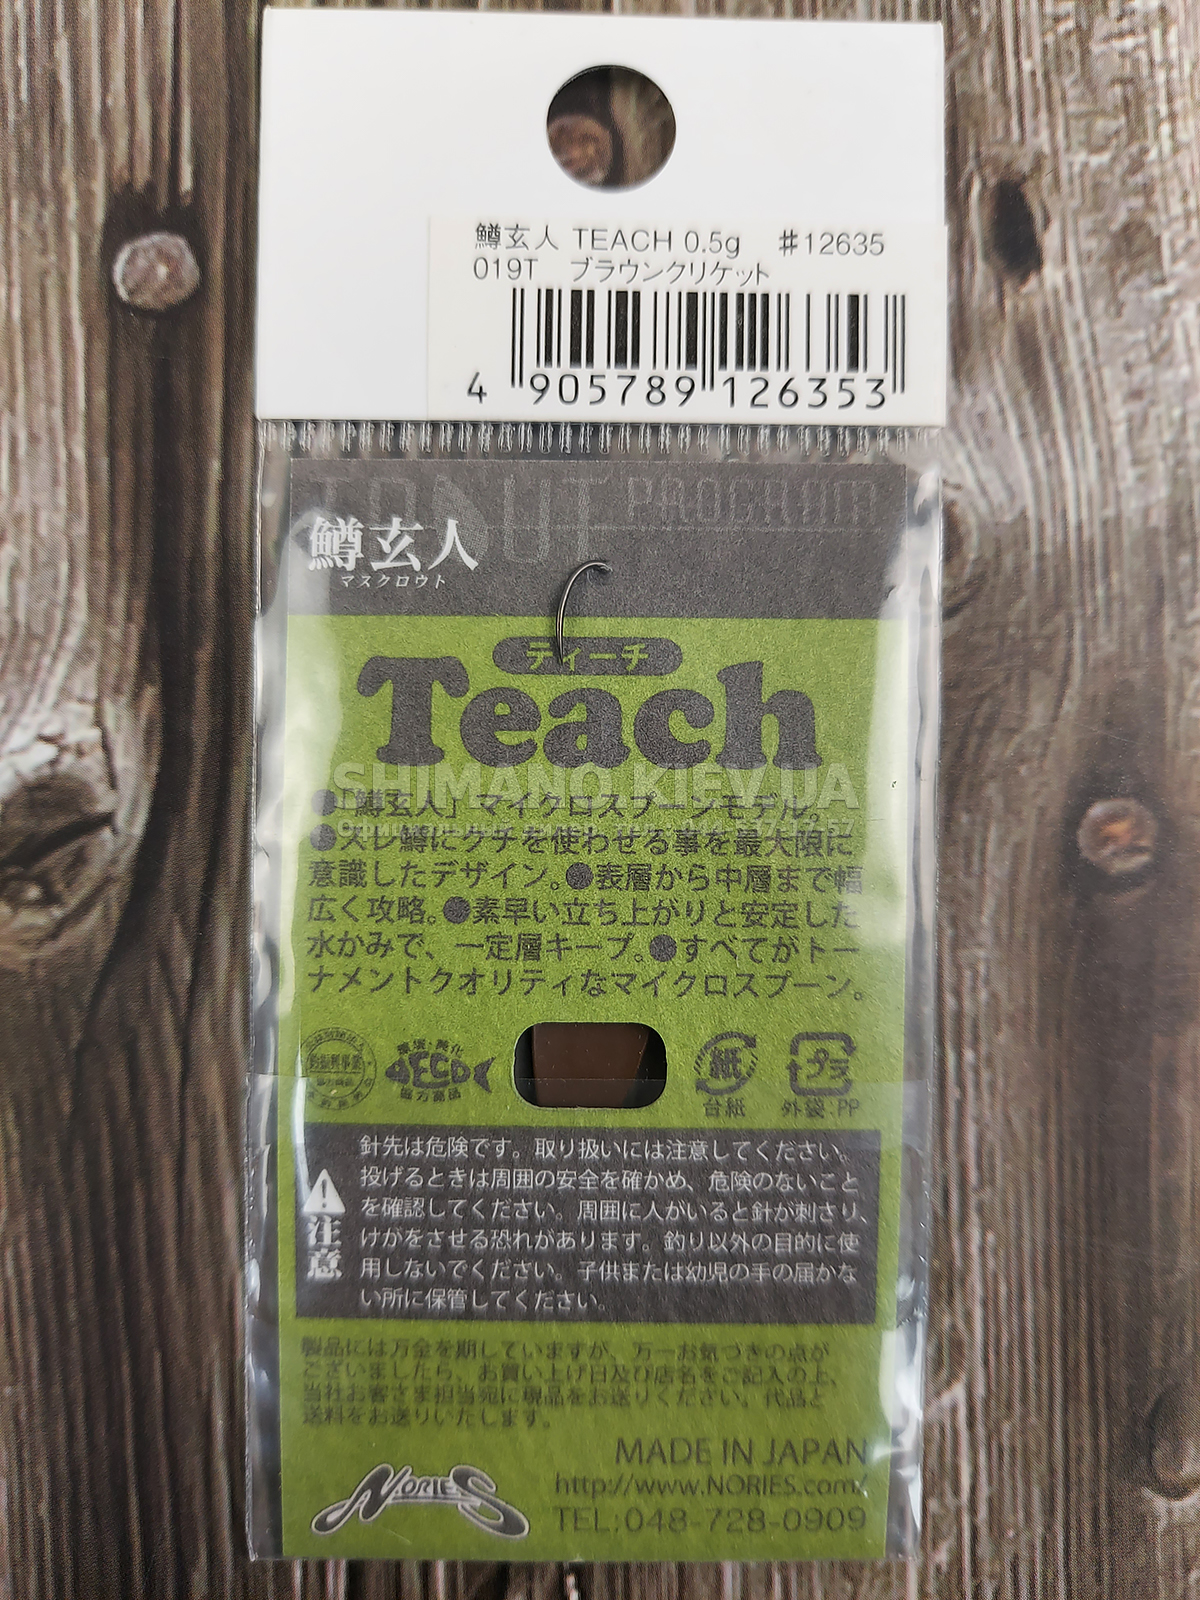 鱒玄人 TEACH 0.5g #12635
019T ブラウンクリケット
4 905789 126353
TROUT PROGRAM
鱒玄人
マスクロウト
ティーチ
Teach
SHIMANO.KIEV.UA
●「鱒玄人」マイクロスプーンモデル。
●スレ鱒にクチを使わせる事を最大限に
意識したデザイン。●表層から中層まで幅
広く攻略。●素早い立ち上がりと安定した
水かみで、一定層キープ。●すべてがトー
ナメントクオリティなマイクロスプーン。
環境・美化
ECO
協力商品
紙
台紙
プラ
外袋:PP
注意
針先は危険です。取り扱いには注意してください。
投げるときは周囲の安全を確かめ、危険のないこと
を確認してください。周囲に人がいると針が刺さり、
けがをさせる恐れがあります。釣り以外の目的に使
用しないでください。子供または幼児の手の届かな
い所に保管してください。
製品には万全を期していますが、万一お気づきの点が
ございましたら、お買い上げ日及び店名をご記入の上、
当社お客さま担当宛に現品をお送りください。代品と
送料をお送りいたします。
MADE IN JAPAN
NORIES
http://www.NORIES.com/
TEL:048-728-0909